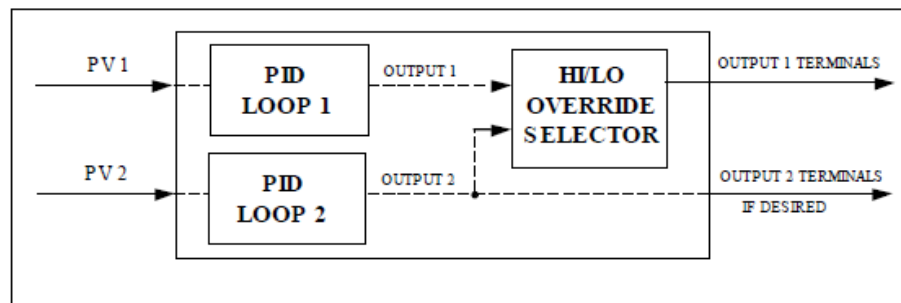 PV 1
PID
LOOP 1
OUTPUT 1
HI/LO
OVERRIDE
SELECTOR
OUTPUT 1 TERMINALS
PV 2
PID
LOOP 2
OUTPUT 2
OUTPUT 2 TERMINALS
IF DESIRED